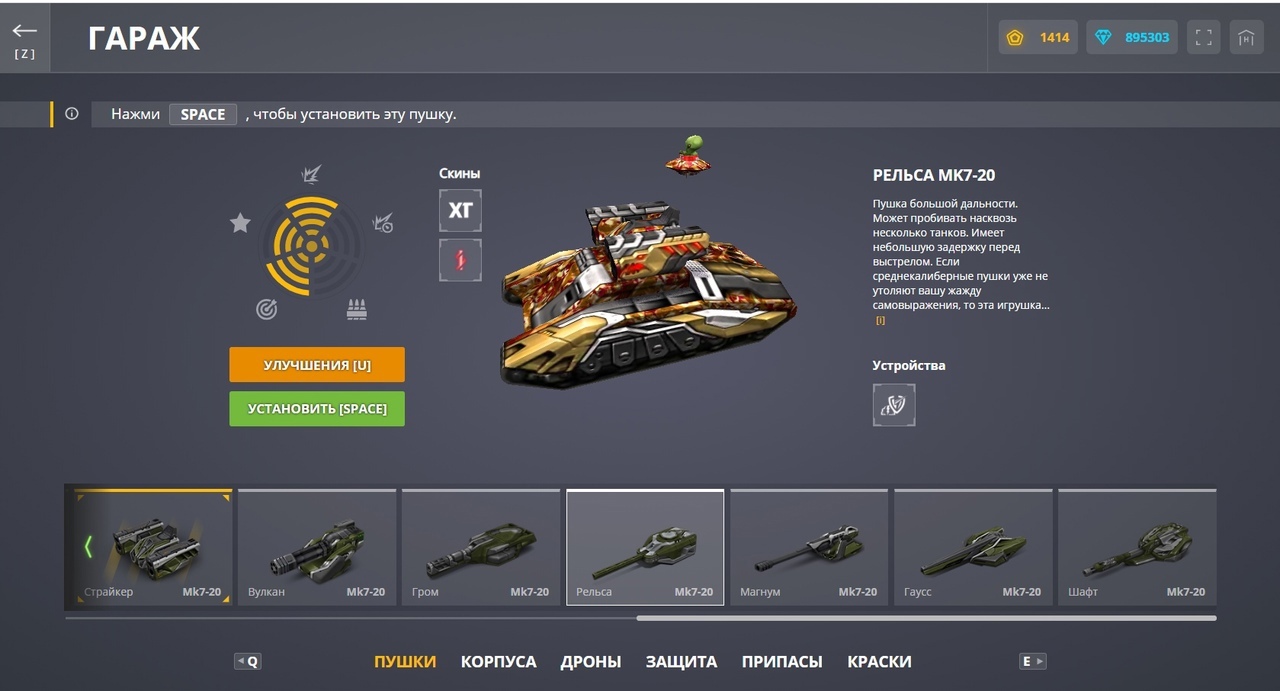 ГАРАЖ
[Z]
1414
895303
Нажми SPACE , чтобы установить эту пушку.
Скины
ХТ
УЛУЧШЕНИЯ [U]
УСТАНОВИТЬ [SPACE]
РЕЛЬСА МК7-20
Пушка большой дальности.
Может пробивать насквозь
несколько танков. Имеет
небольшую задержку перед
выстрелом. Если
среднекалиберные пушки уже не
утоляют вашу жажду
самовыражения, то эта игрушка...
[i]
Устройства
Страйкер Mk7-20
Вулкан Mk7-20
Гром Mk7-20
Рельса Mk7-20
Магнум Mk7-20
Гаусс Mk7-20
Шафт Mk7-20
Q ПУШКИ КОРПУСА ДРОНЫ ЗАЩИТА ПРИПАСЫ КРАСКИ E